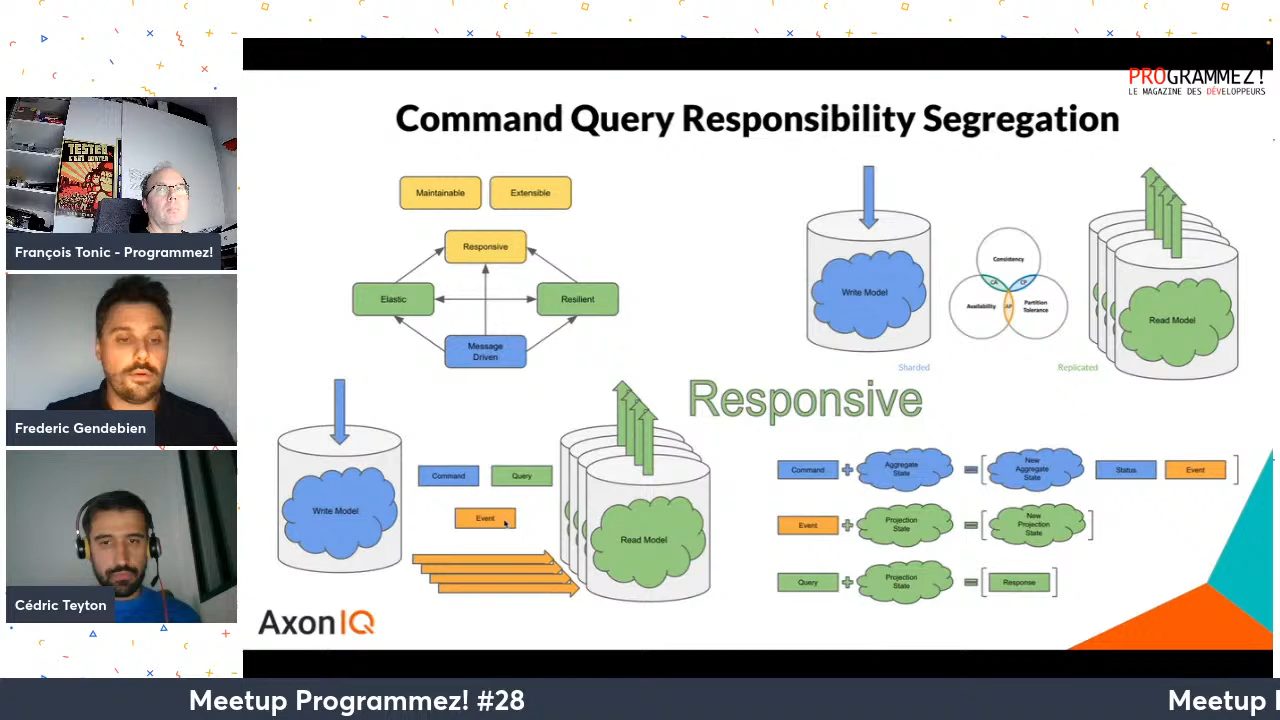 PROGRAMMEZ!
LE MAGAZINE DES DÉVELOPPEURS
Command Query Responsibility Segregation
TESTER
François Tonic - Programmez!
Frederic Gendebien
Cédric Teyton
Maintainable
Extensible
Responsive
Elastic
Resilient
Message
Driven
Write Model
Consistency
CA
CP
Availability
AP
Partition
Tolerance
Read Model
Sharded
Replicated
Responsive
Write Model
Command
Query
Event
Read Model
Command
Aggregate
State
New
Aggregate
State
Status
Event
Event
Projection
State
New
Projection
State
Query
Projection
State
Response
AxonIQ
Meetup Programmez! #28
Meetup